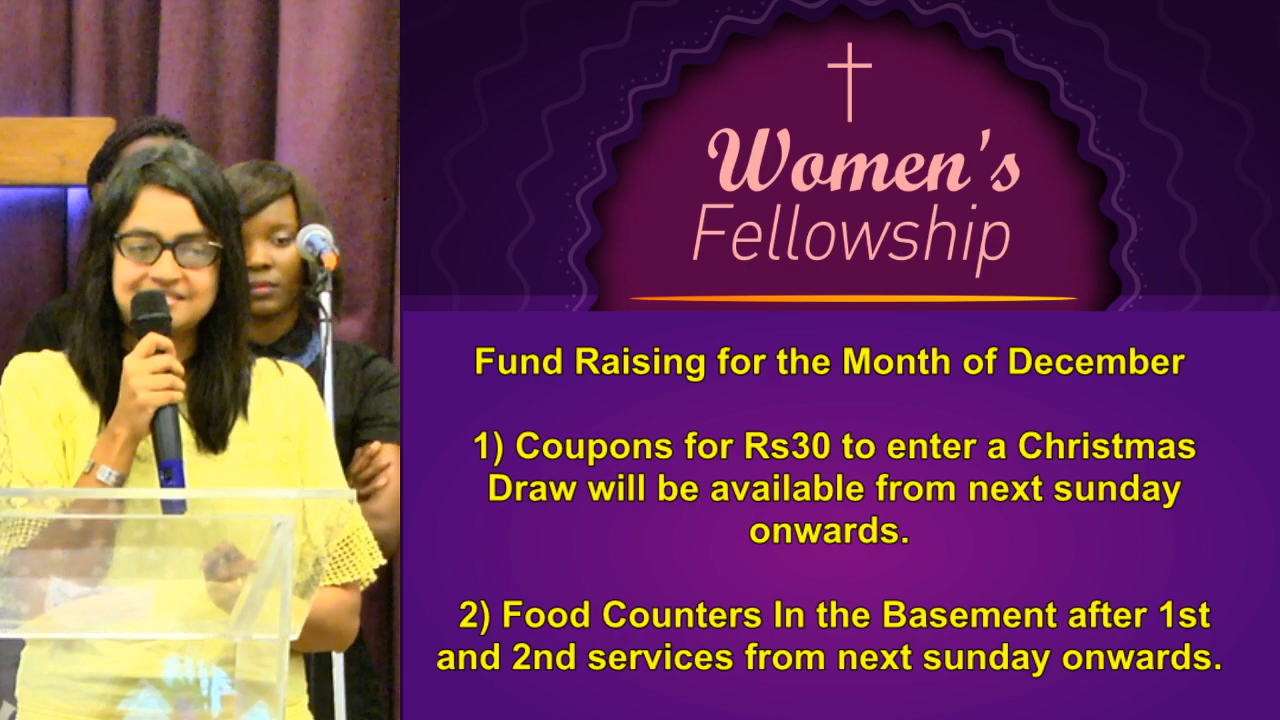 Women's
Fellowship
Fund Raising for the Month of December
1) Coupons for Rs30 to enter a Christmas
Draw will be available from next sunday
onwards.
2) Food Counters In the Basement after 1st
and 2nd services from next sunday onwards.